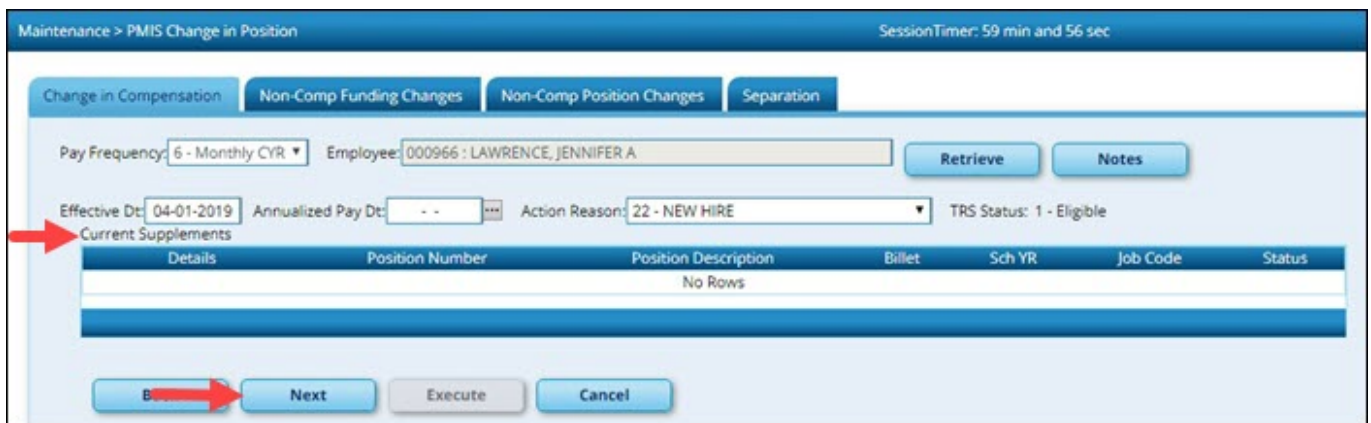 Maintenance > PMIS Change in Position SessionTimer: 59 min and 56 sec
Change in Compensation Non-Comp Funding Changes Non-Comp Position Changes Separation
Pay Frequency: 6 - Monthly CYR Employee: 000966 : LAWRENCE, JENNIFER A Retrieve Notes
Effective Dt: 04-01-2019 Annualized Pay Dt: - - Action Reason: 22 - NEW HIRE TRS Status: 1 - Eligible
Current Supplements
Details Position Number Position Description Billet Sch YR Job Code Status
No Rows
Next Execute Cancel